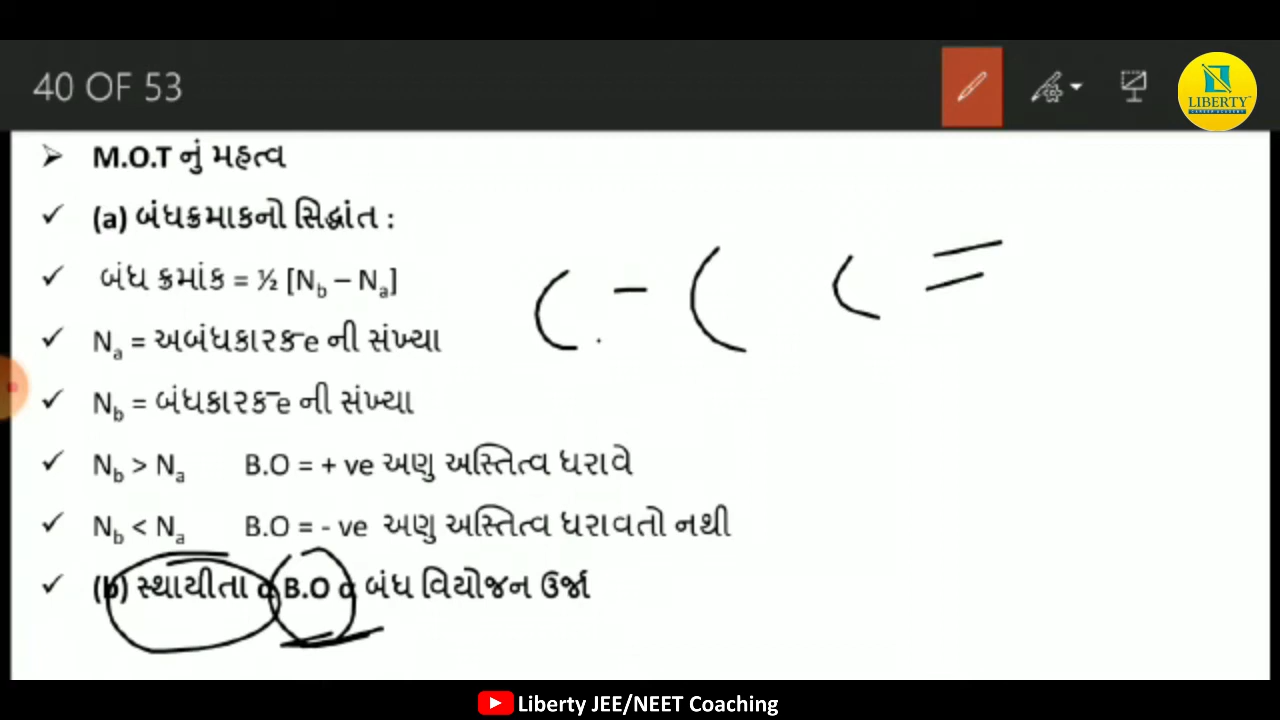 40 OF 53
LIBERTY
➢ M.O.T નું મહત્વ
✓ (a) બંધક્રમાકનો સિદ્ધાંત :
✓ બંધ ક્રમાંક = ½ [Nb – Na]
✓ Na = અબંધકારક e̅ ની સંખ્યા
✓ Nb = બંધકારક e̅ ની સંખ્યા
✓ Nb > Na B.O = + ve અણુ અસ્તિત્વ ધરાવે
✓ Nb < Na B.O = - ve અણુ અસ્તિત્વ ધરાવતો નથી
✓ (b) સ્થાયીતા α B.O α બંધ વિયોજન ઉર્જા
Liberty JEE/NEET Coaching